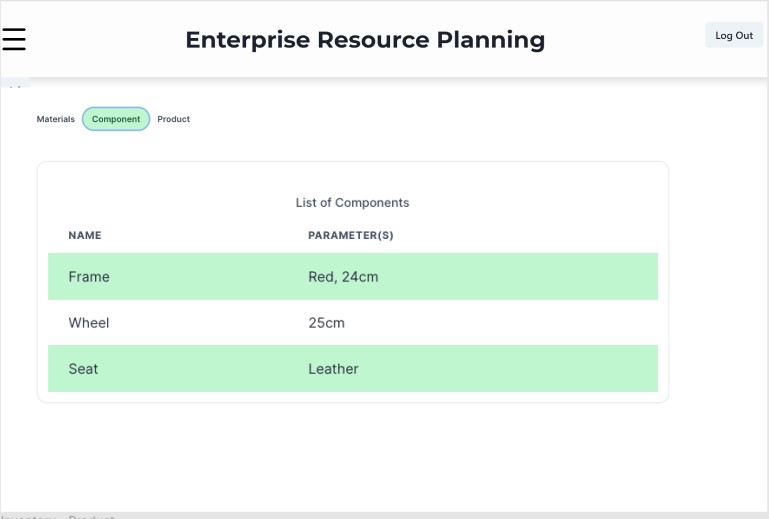 Enterprise Resource Planning
Log Out
Materials Component Product
List of Components
NAME PARAMETER(S)
Frame Red, 24cm
Wheel 25cm
Seat Leather